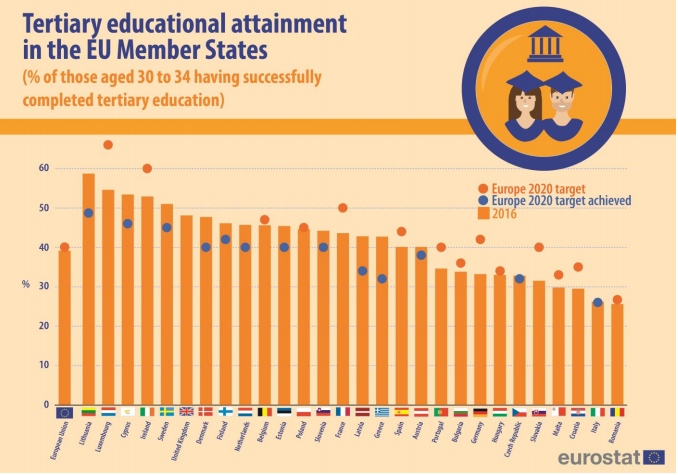 Tertiary educational attainment
in the EU Member States
(% of those aged 30 to 34 having successfully
completed tertiary education)
Europe 2020 target
Europe 2020 target achieved
2016
60
50
40
%
30
20
10
0
European Union
Lithuania
Luxembourg
Cyprus
Ireland
Sweden
United Kingdom
Denmark
Finland
Netherlands
Belgium
Estonia
Poland
Slovenia
France
Latvia
Greece
Spain
Austria
Portugal
Bulgaria
Germany
Hungary
Czech Republic
Slovakia
Malta
Croatia
Italy
Romania
eurostat